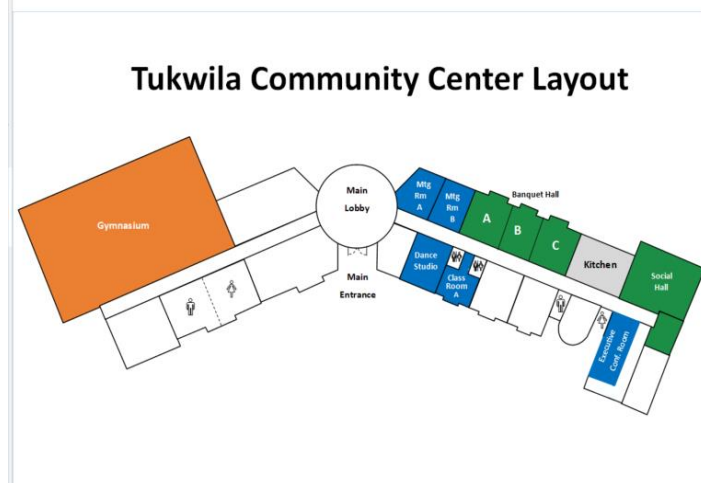 Tukwila Community Center Layout
Gymnasium
Main
Lobby
Main
Entrance
Mtg
Rm
A
Mtg
Rm
B
Banquet Hall
A
B
C
Kitchen
Social
Hall
Dance
Studio
Class
Room
A
Executive
Conf. Room